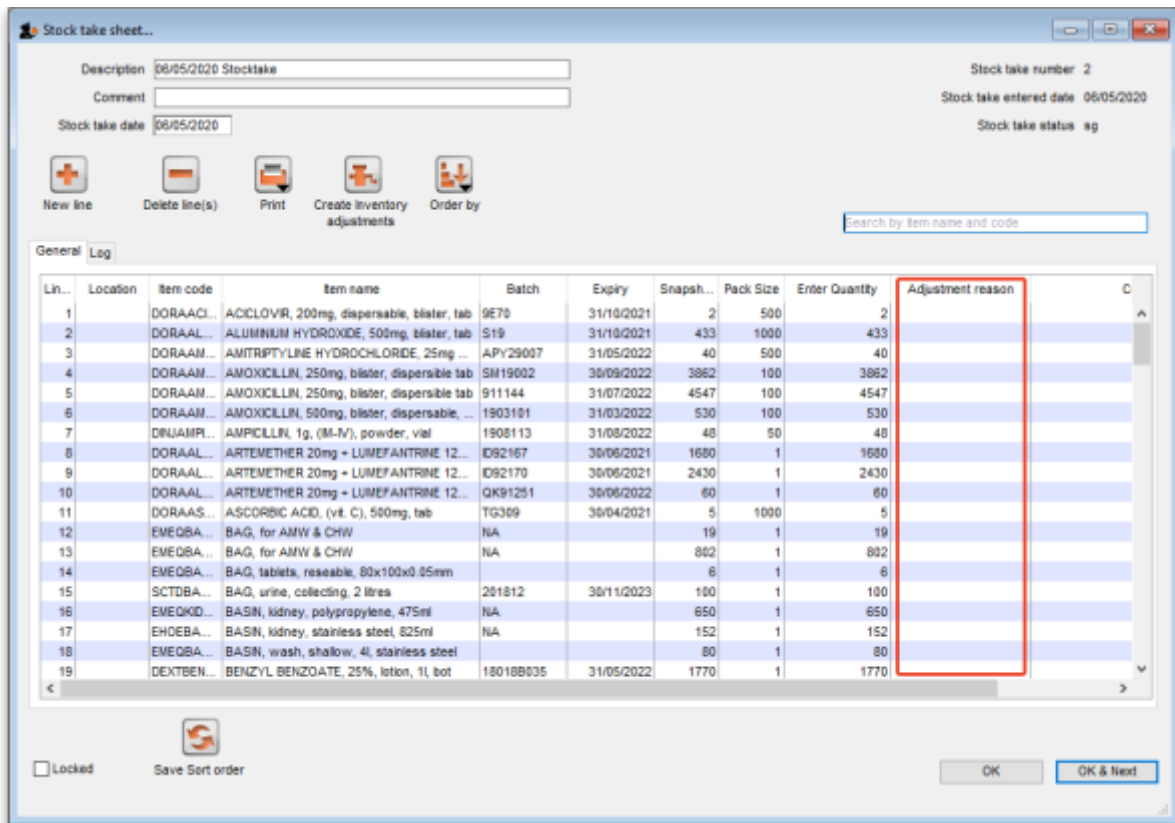 Stock take sheet...
Description 06/05/2020 Stocktake
Stock take number 2
Comment
Stock take entered date 06/05/2020
Stock take date 06/05/2020
Stock take status sg
New line Delete line(s) Print Create Inventory adjustments Order by
Search by item name and code
General Log
Lin... Location Item code Item name Batch Expiry Snapsh... Pack Size Enter Quantity Adjustment reason C
1 DORAACI... ACICLOVIR, 200mg, dispersable, blister, tab 9E70 31/10/2021 2 500 2
2 DORAAL... ALUMINIUM HYDROXIDE, 500mg, blister, tab S19 31/10/2021 433 1000 433
3 DORAAM... AMITRIPTYLINE HYDROCHLORIDE, 25mg ... APY29007 31/05/2022 40 500 40
4 DORAAM... AMOXICILLIN, 250mg, blister, dispersible tab SM19002 30/09/2022 3862 100 3862
5 DORAAM... AMOXICILLIN, 250mg, blister, dispersible tab 911144 31/07/2022 4547 100 4547
6 DORAAM... AMOXICILLIN, 500mg, blister, dispersable, ... 1903101 31/03/2022 530 100 530
7 DINJAMPI... AMPICILLIN, 1g, (IM-IV), powder, vial 1908113 31/08/2022 48 50 48
8 DORAAL... ARTEMETHER 20mg + LUMEFANTRINE 12... ID92167 30/06/2021 1680 1 1680
9 DORAAL... ARTEMETHER 20mg + LUMEFANTRINE 12... ID92170 30/06/2021 2430 1 2430
10 DORAAL... ARTEMETHER 20mg + LUMEFANTRINE 12... QK91251 30/06/2022 60 1 60
11 DORAAS... ASCORBIC ACID, (vit. C), 500mg, tab TG309 30/04/2021 5 1000 5
12 EMEQBA... BAG, for AMW & CHW NA 19 1 19
13 EMEQBA... BAG, for AMW & CHW NA 802 1 802
14 EMEQBA... BAG, tablets, reseable, 80x100x0.05mm 6 1 6
15 SCTDBA... BAG, urine, collecting, 2 litres 201812 30/11/2023 100 1 100
16 EMEQKID... BASIN, kidney, polypropylene, 475ml NA 650 1 650
17 EHOEBA... BASIN, kidney, stainless steel, 825ml NA 152 1 152
18 EMEQBA... BASIN, wash, shallow, 4l, stainless steel 80 1 80
19 DEXTBEN... BENZYL BENZOATE, 25%, lotion, 1l, bot 18018B035 31/05/2022 1770 1 1770
Locked Save Sort order OK OK & Next